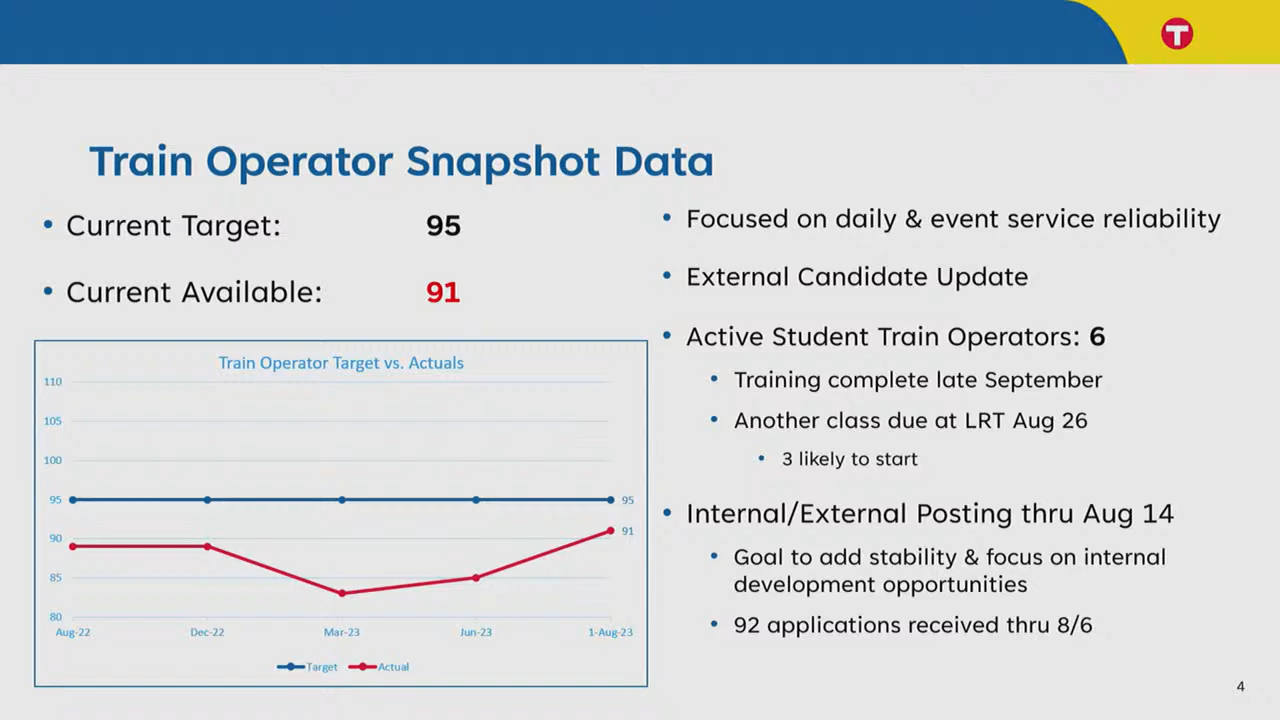 T
Train Operator Snapshot Data
• Current Target: 95
• Current Available: 91
Train Operator Target vs. Actuals
110
105
100
95
90
85
80
95
91
Aug-22 Dec-22 Mar-23 Jun-23 1-Aug-23
Target Actual
• Focused on daily & event service reliability
• External Candidate Update
• Active Student Train Operators: 6
• Training complete late September
• Another class due at LRT Aug 26
• 3 likely to start
• Internal/External Posting thru Aug 14
• Goal to add stability & focus on internal
development opportunities
• 92 applications received thru 8/6
4